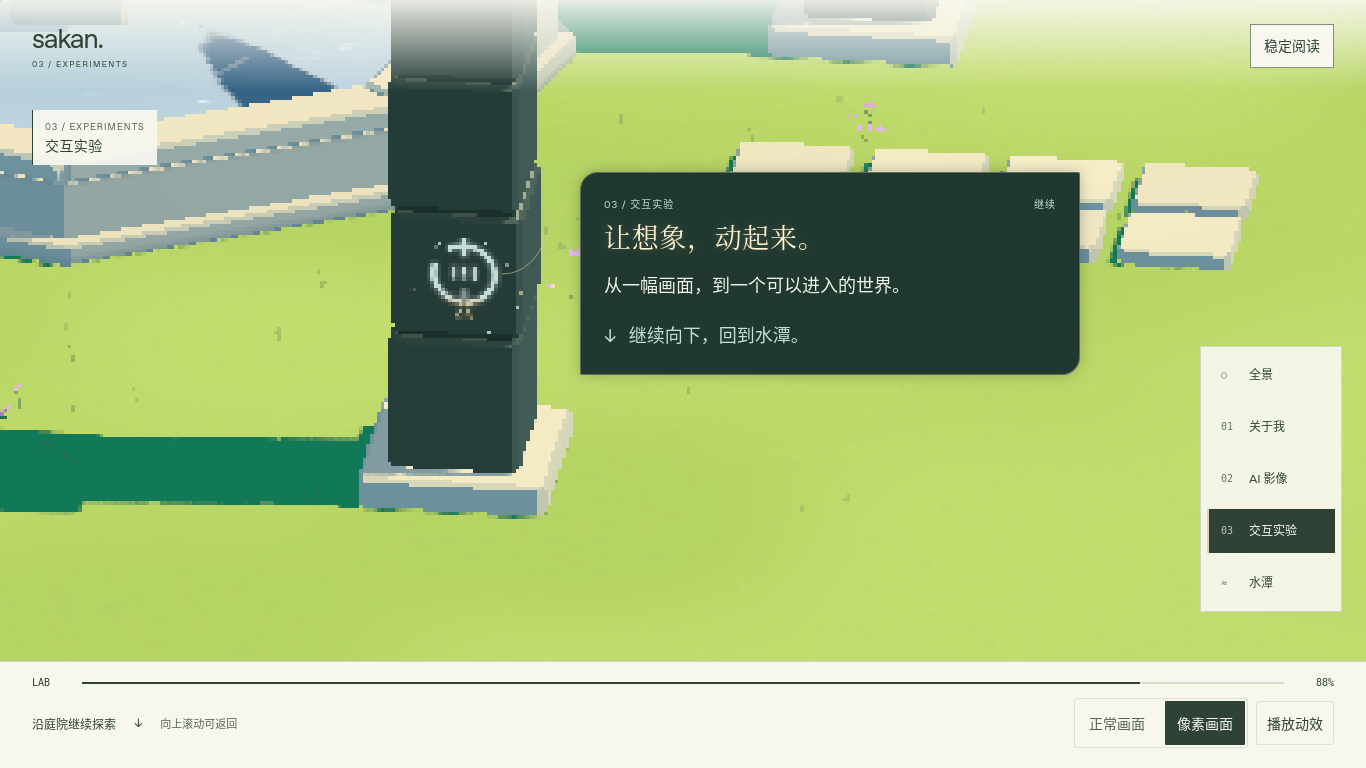 sakan.
03 / EXPERIMENTS
稳定阅读
03 / EXPERIMENTS
交互实验
03 / 交互实验
继续
让想象，动起来。
从一幅画面，到一个可以进入的世界。
↓ 继续向下，回到水潭。
○ 全景
01 关于我
02 AI 影像
03 交互实验
≈ 水潭
LAB
88%
沿庭院继续探索 ↓ 向上滚动可返回
正常画面
像素画面
播放动效